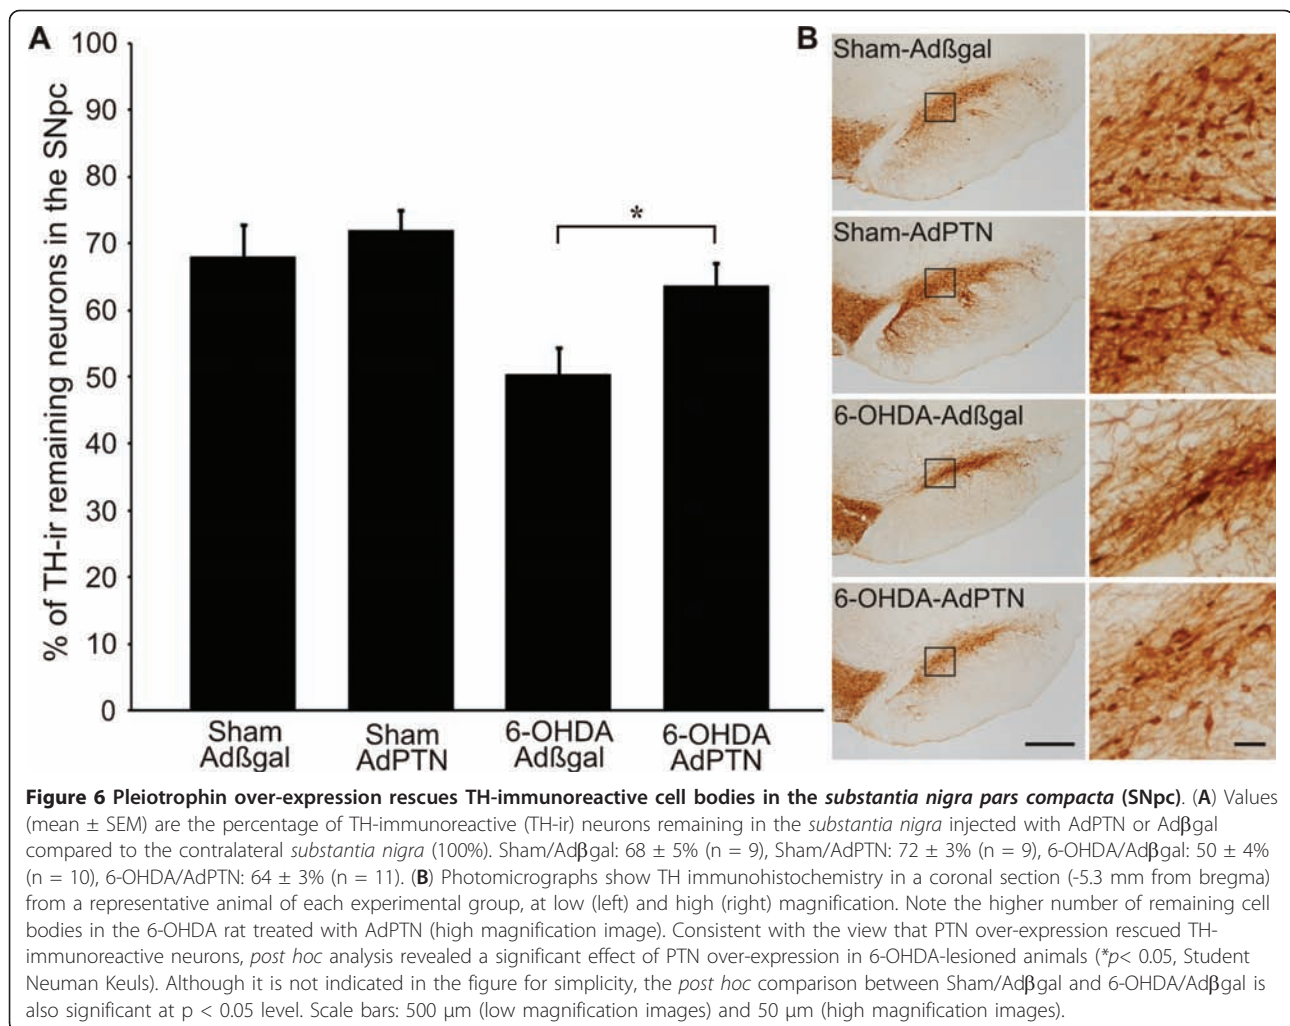 A
% of TH-ir remaining neurons in the SNpc
100
90
80
70
60
50
40
30
20
10
0
*
Sham
Adßgal
Sham
AdPTN
6-OHDA
Adßgal
6-OHDA
AdPTN
B
Sham-Adßgal
Sham-AdPTN
6-OHDA-Adßgal
6-OHDA-AdPTN
Figure 6 Pleiotrophin over-expression rescues TH-immunoreactive cell bodies in the substantia nigra pars compacta (SNpc). (A) Values
(mean ± SEM) are the percentage of TH-immunoreactive (TH-ir) neurons remaining in the substantia nigra injected with AdPTN or Adβgal
compared to the contralateral substantia nigra (100%). Sham/Adβgal: 68 ± 5% (n = 9), Sham/AdPTN: 72 ± 3% (n = 9), 6-OHDA/Adβgal: 50 ± 4%
(n = 10), 6-OHDA/AdPTN: 64 ± 3% (n = 11). (B) Photomicrographs show TH immunohistochemistry in a coronal section (-5.3 mm from bregma)
from a representative animal of each experimental group, at low (left) and high (right) magnification. Note the higher number of remaining cell
bodies in the 6-OHDA rat treated with AdPTN (high magnification image). Consistent with the view that PTN over-expression rescued TH-
immunoreactive neurons, post hoc analysis revealed a significant effect of PTN over-expression in 6-OHDA-lesioned animals (*p< 0.05, Student
Neuman Keuls). Although it is not indicated in the figure for simplicity, the post hoc comparison between Sham/Adβgal and 6-OHDA/Adβgal is
also significant at p < 0.05 level. Scale bars: 500 μm (low magnification images) and 50 μm (high magnification images).